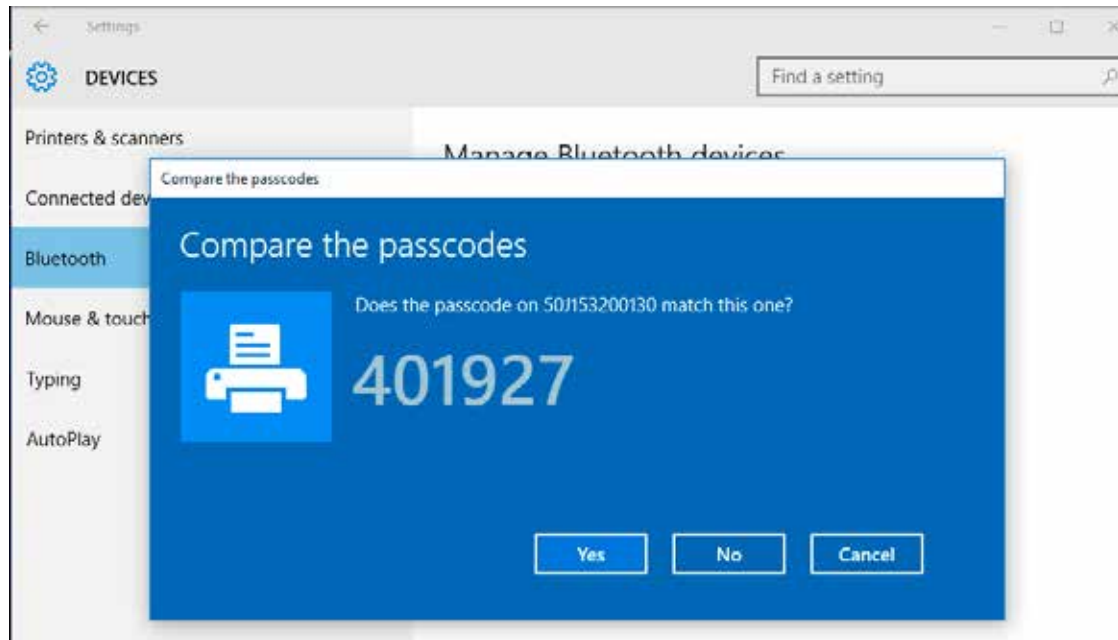 Settings
DEVICES
Find a setting
Printers & scanners
Manage Bluetooth devices
Compare the passcodes
Connected dev
Compare the passcodes
Bluetooth
Does the passcode on 50J153200130 match this one?
Mouse & touch
401927
Typing
AutoPlay
Yes
No
Cancel